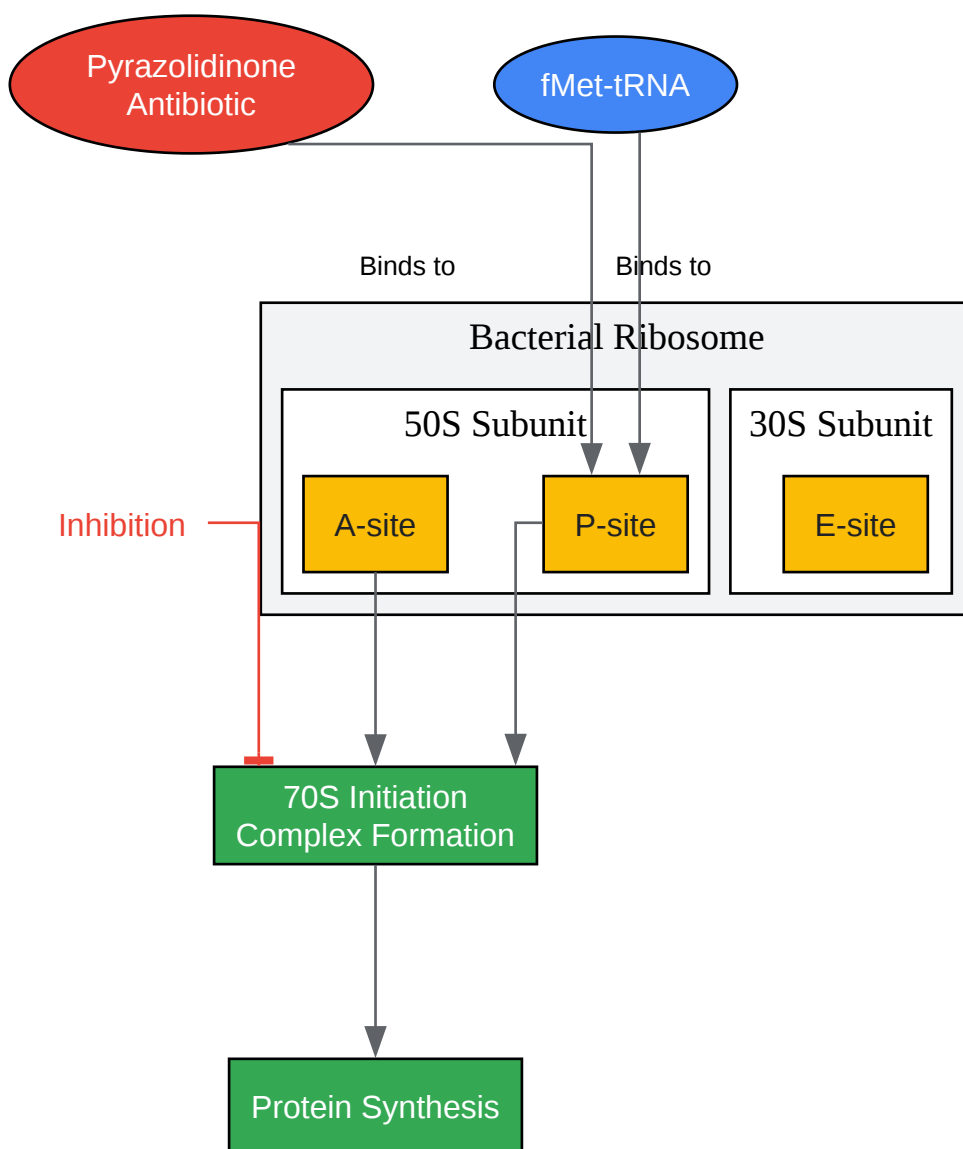 Pyrazolidinone
Antibiotic
fMet-tRNA
Binds to
Binds to
Bacterial Ribosome
50S Subunit
30S Subunit
A-site
P-site
E-site
Inhibition
70S Initiation
Complex Formation
Protein Synthesis